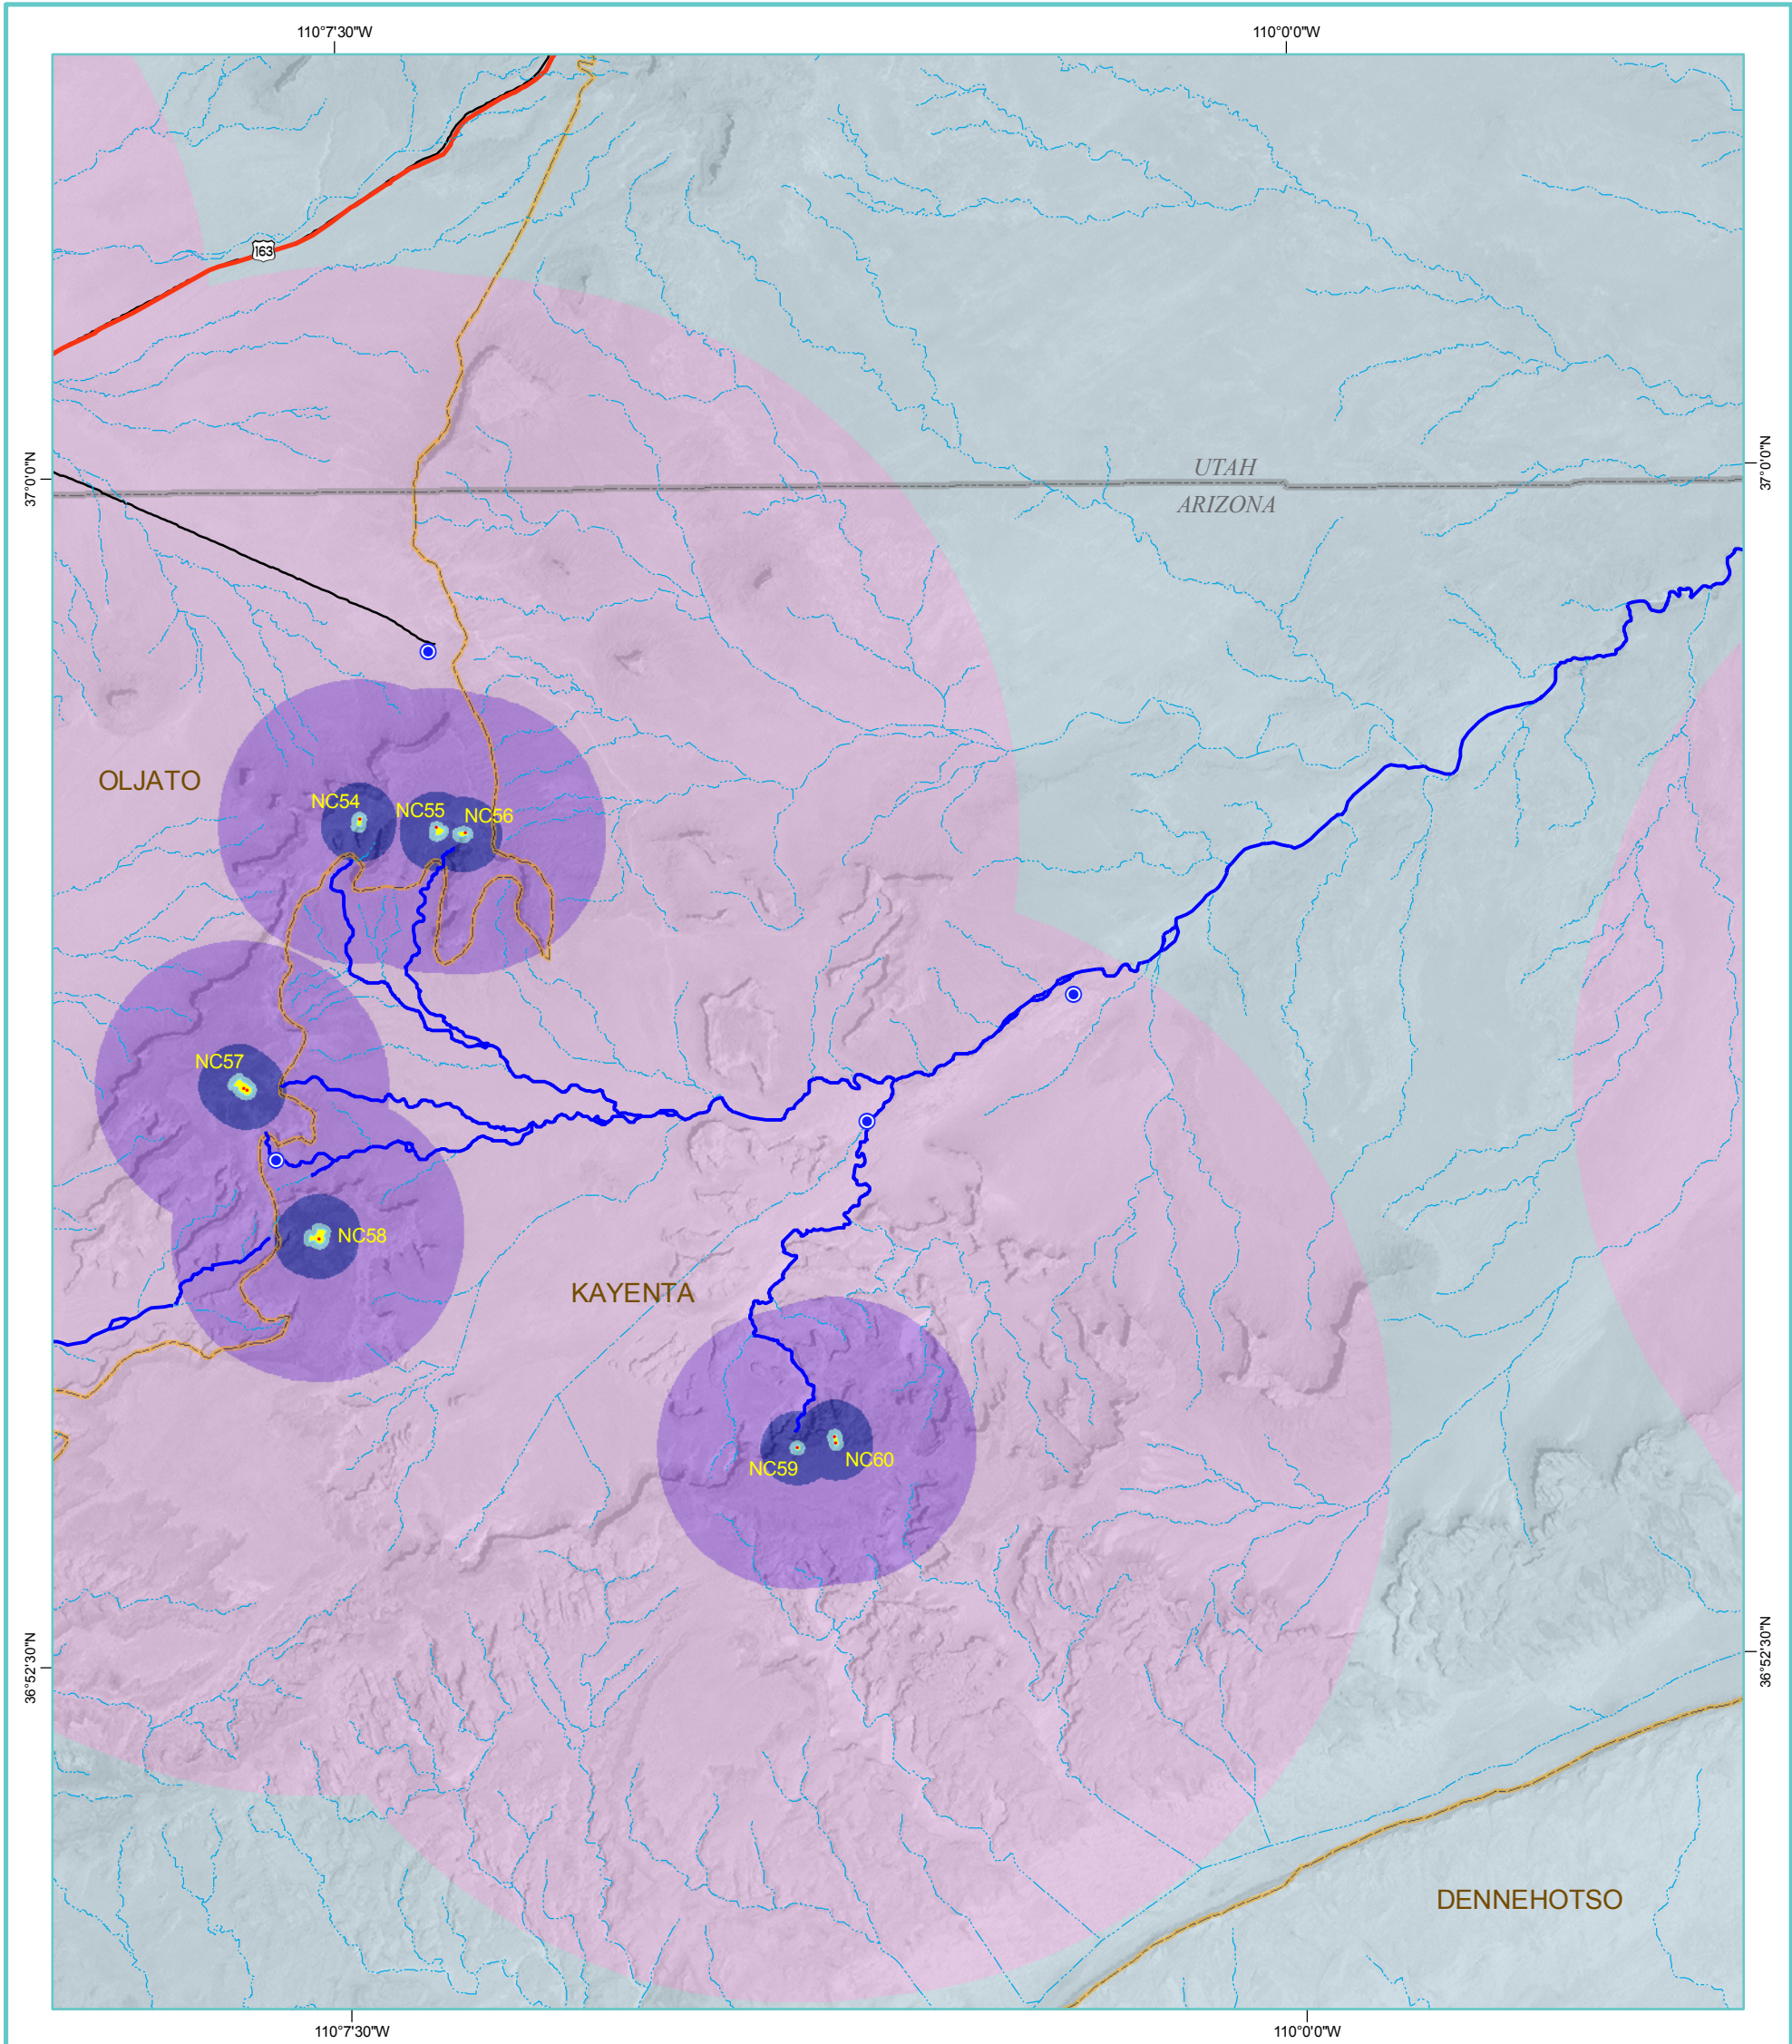 110°7'30"W
110°0'0"W
163
UTAH
37°0'0"N
37°0'0"N
ARIZONA
OLJATO
NC54
NC55
NC56
NC57
NC58
KAYENTA
NC59
NC60
36°52'30"N
36°52'30"N
DENNEHOTSO
110°7'30"W
110°0'0"W